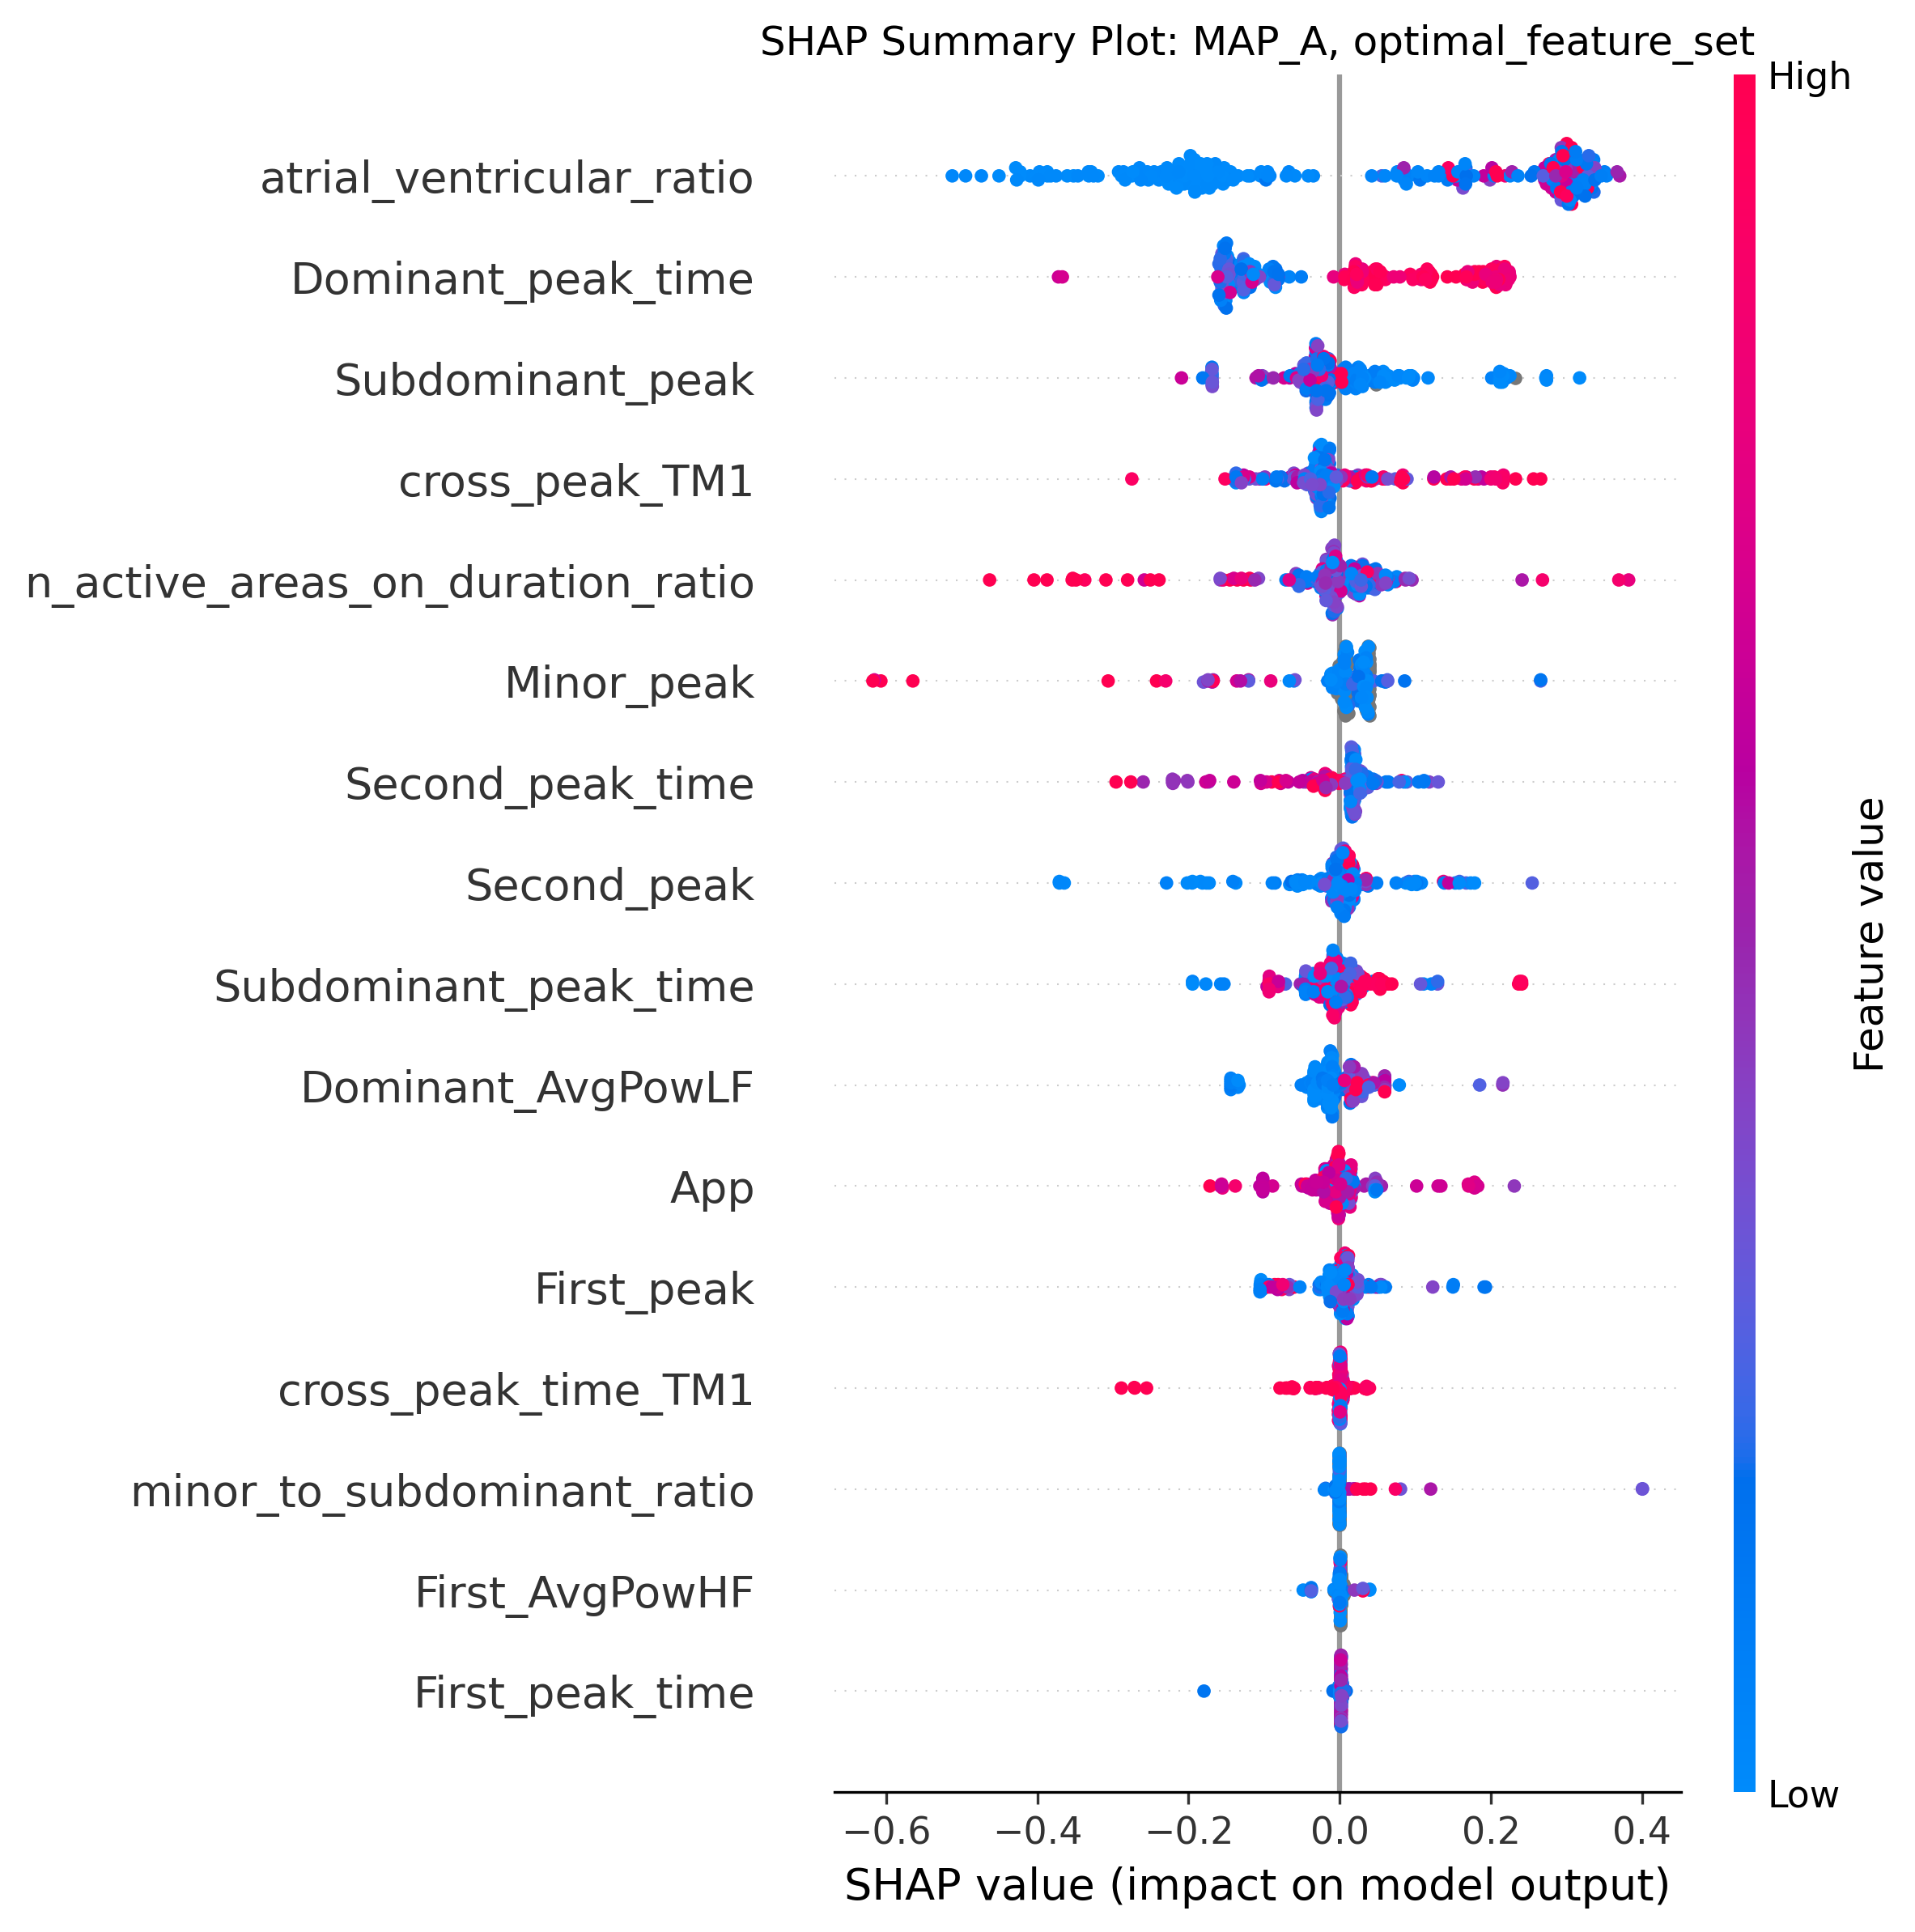 SHAP Summary Plot: MAP_A, optimal_feature_set
High
atrial_ventricular_ratio
Dominant_peak_time
Subdominant_peak
cross_peak_TM1
n_active_areas_on_duration_ratio
Minor_peak
Second_peak_time
Second_peak
Subdominant_peak_time
Dominant_AvgPowLF
App
First_peak
cross_peak_time_TM1
minor_to_subdominant_ratio
First_AvgPowHF
First_peak_time
Feature value
Low
−0.6 −0.4 −0.2 0.0 0.2 0.4
SHAP value (impact on model output)